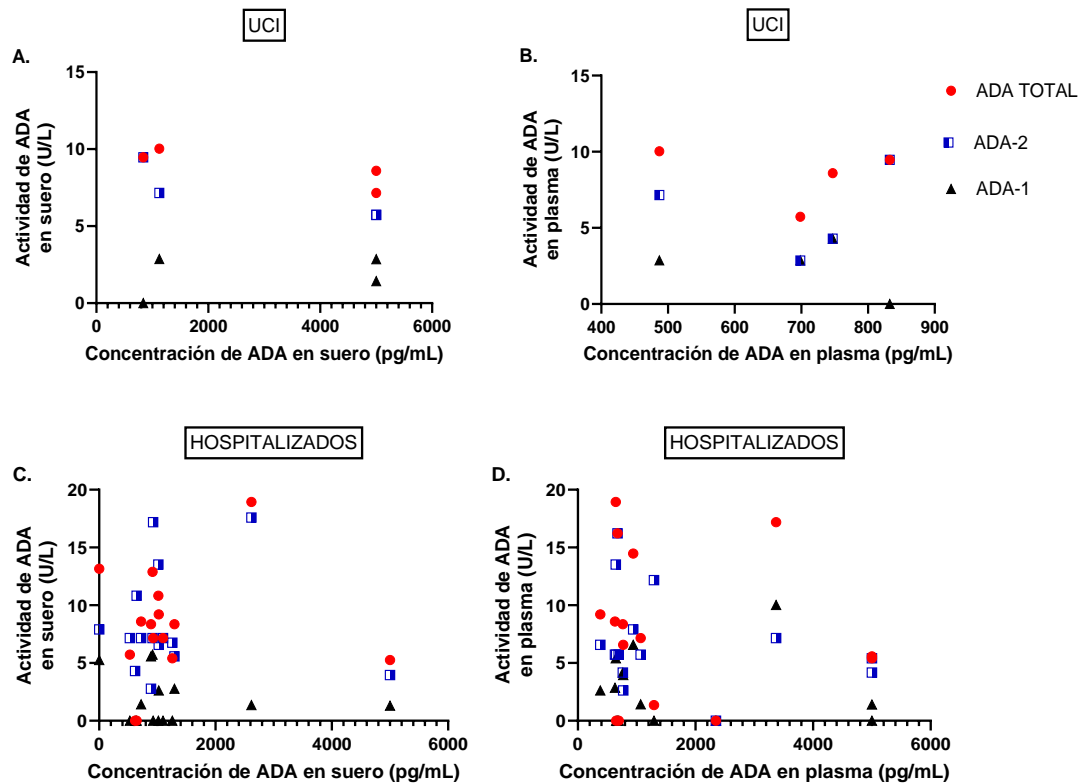 UCI
UCI
A.
B.
Actividad de ADA
en suero (U/L)
15
10
5
0
0
2000
4000
6000
Concentración de ADA en suero (pg/mL)
Actividad de ADA
en plasma (U/L)
15
10
5
0
400
500
600
700
800
900
Concentración de ADA en plasma (pg/mL)
ADA TOTAL
ADA-2
ADA-1
HOSPITALIZADOS
HOSPITALIZADOS
C.
D.
Actividad de ADA
en suero (U/L)
20
15
10
5
0
0
2000
4000
6000
Concentración de ADA en suero (pg/mL)
Actividad de ADA
en plasma (U/L)
20
15
10
5
0
0
2000
4000
6000
Concentración de ADA en plasma (pg/mL)